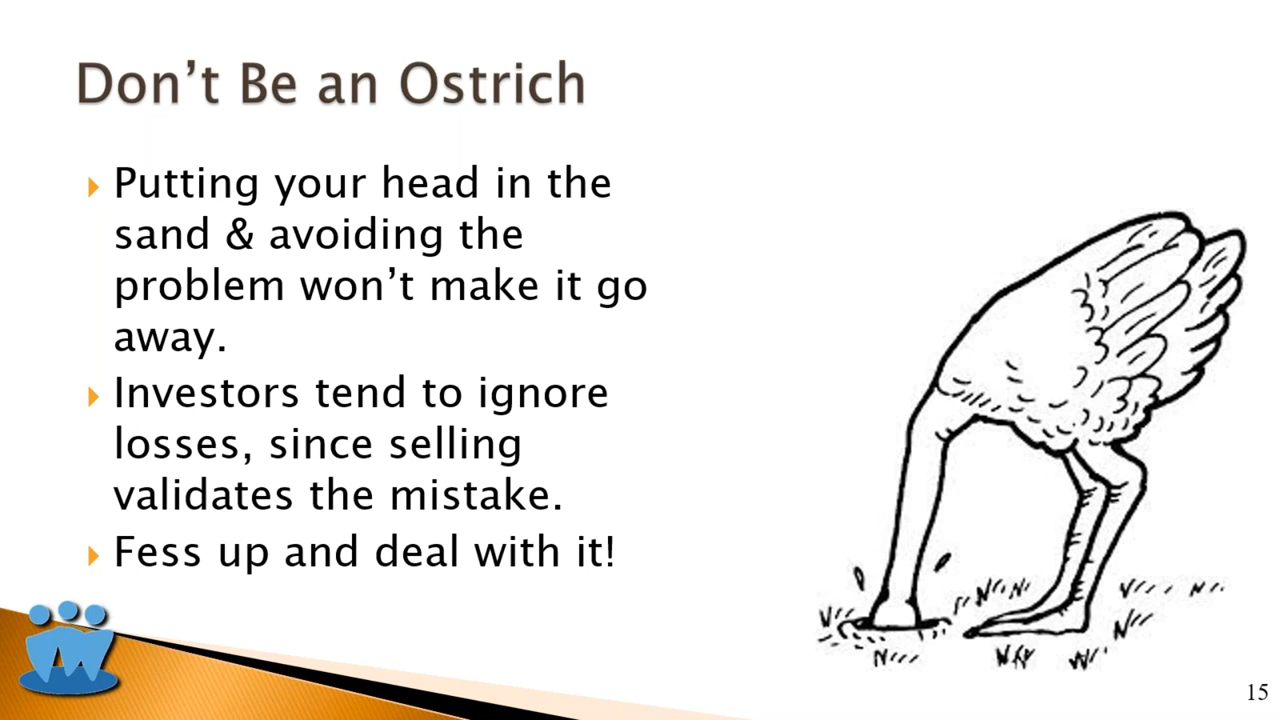 Don’t Be an Ostrich
Putting your head in the
sand & avoiding the
problem won’t make it go
away.
Investors tend to ignore
losses, since selling
validates the mistake.
Fess up and deal with it!
15